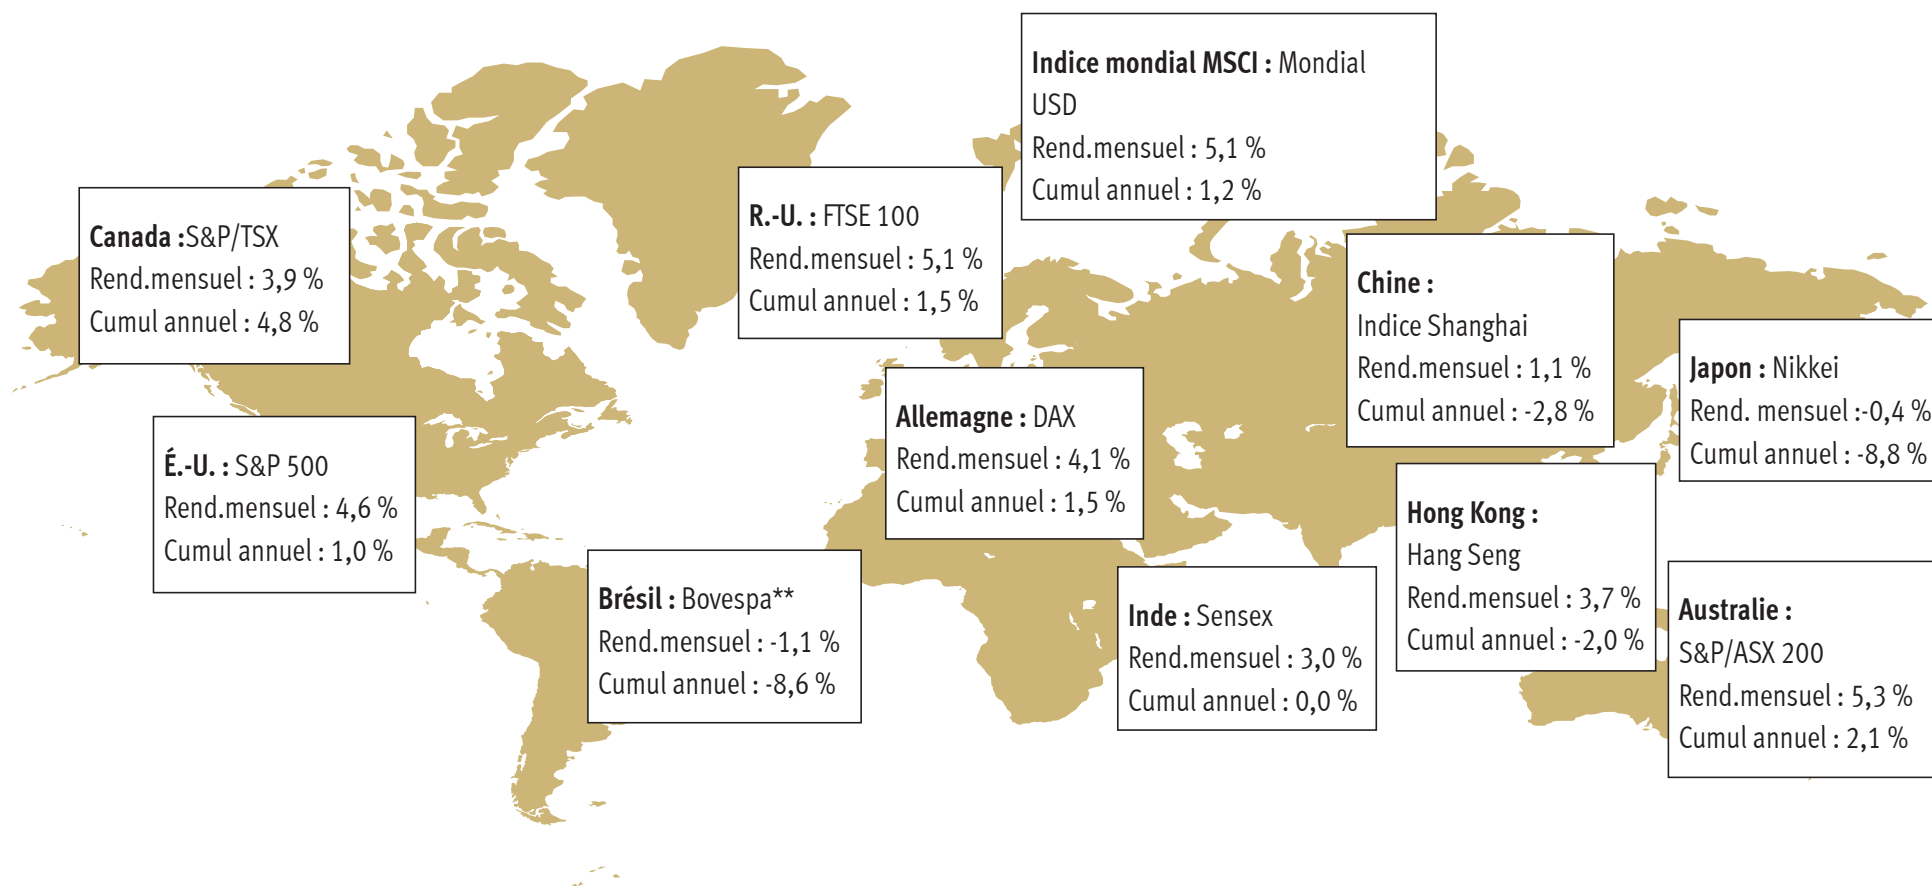 Indice mondial MSCI : Mondial
USD
Rend.mensuel : 5,1 %
Cumul annuel : 1,2 %
Canada :S&P/TSX
Rend.mensuel : 3,9 %
Cumul annuel : 4,8 %
R.-U. : FTSE 100
Rend.mensuel : 5,1 %
Cumul annuel : 1,5 %
Chine :
Indice Shanghai
Rend.mensuel : 1,1 %
Cumul annuel : -2,8 %
Japon : Nikkei
Rend. mensuel :-0,4 %
Cumul annuel : -8,8 %
Allemagne : DAX
Rend.mensuel : 4,1 %
Cumul annuel : 1,5 %
É.-U. : S&P 500
Rend.mensuel : 4,6 %
Cumul annuel : 1,0 %
Hong Kong :
Hang Seng
Rend.mensuel : 3,7 %
Cumul annuel : -2,0 %
Brésil : Bovespa**
Rend.mensuel : -1,1 %
Cumul annuel : -8,6 %
Inde : Sensex
Rend.mensuel : 3,0 %
Cumul annuel : 0,0 %
Australie :
S&P/ASX 200
Rend.mensuel : 5,3 %
Cumul annuel : 2,1 %